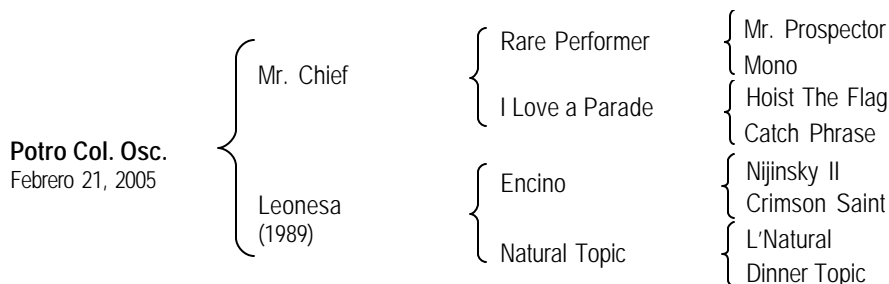 Potro Col. Osc.
Febrero 21, 2005
Mr. Chief
Leonesa
(1989)
Rare Performer
I Love a Parade
Encino
Natural Topic
Mr. Prospector
Mono
Hoist The Flag
Catch Phrase
Nijinsky II
Crimson Saint
L'Natural
Dinner Topic